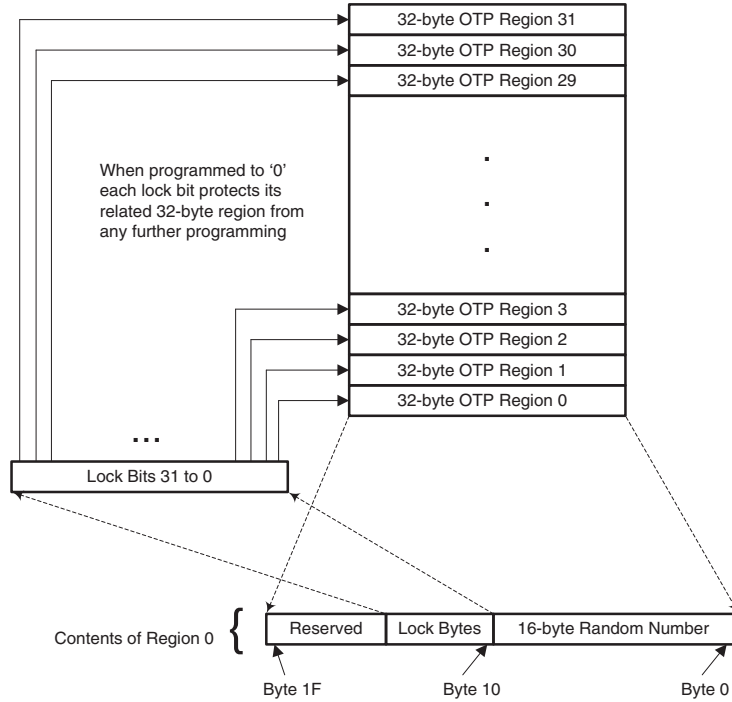 32-byte OTP Region 31
32-byte OTP Region 30
32-byte OTP Region 29
When programmed to ‘0’
each lock bit protects its
related 32-byte region from
any further programming
.
.
.
32-byte OTP Region 3
32-byte OTP Region 2
32-byte OTP Region 1
32-byte OTP Region 0
...
Lock Bits 31 to 0
Contents of Region 0 {
Reserved
Lock Bytes
16-byte Random Number
Byte 1F
Byte 10
Byte 0